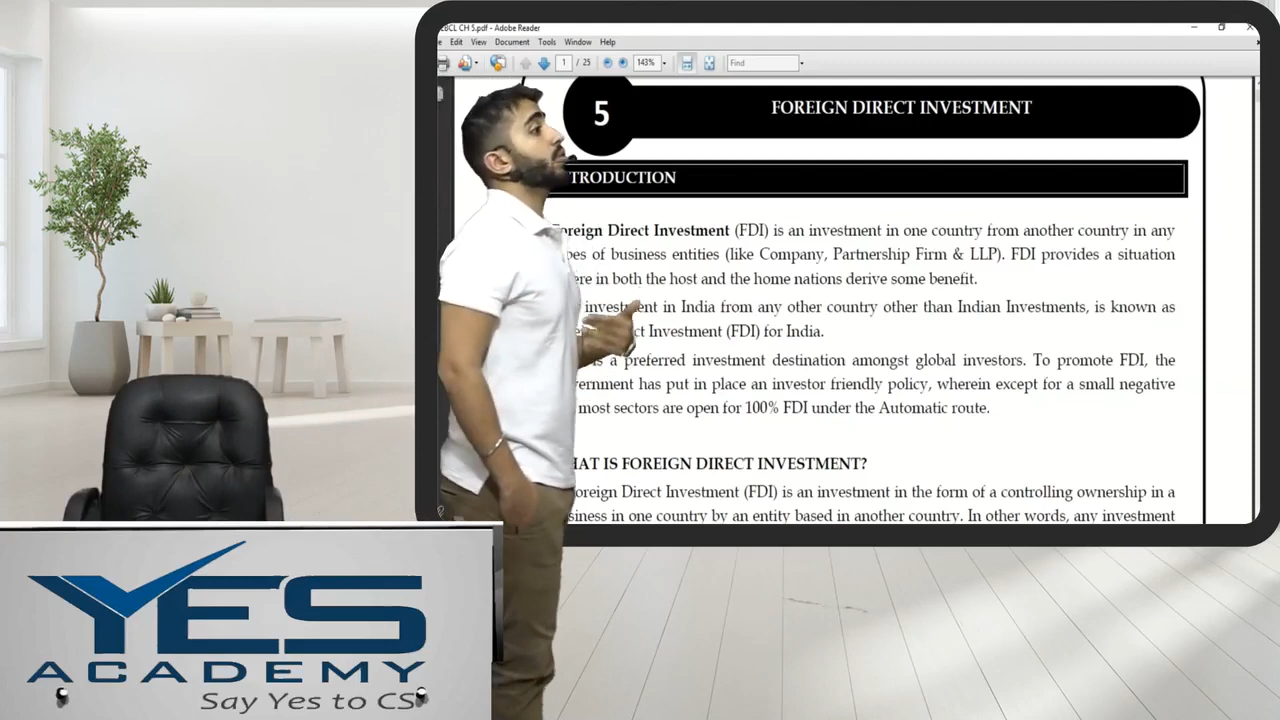 EBCL CH 5.pdf - Adobe Reader
Edit View Document Tools Window Help
1 / 25 143% Find
5 FOREIGN DIRECT INVESTMENT
TRODUCTION
oreign Direct Investment (FDI) is an investment in one country from another country in any
pes of business entities (like Company, Partnership Firm & LLP). FDI provides a situation
ere in both the host and the home nations derive some benefit.
investment in India from any other country other than Indian Investments, is known as
ct Investment (FDI) for India.
is a preferred investment destination amongst global investors. To promote FDI, the
vernment has put in place an investor friendly policy, wherein except for a small negative
most sectors are open for 100% FDI under the Automatic route.
HAT IS FOREIGN DIRECT INVESTMENT?
oreign Direct Investment (FDI) is an investment in the form of a controlling ownership in a
siness in one country by an entity based in another country. In other words, any investment
YES
ACADEMY
Say Yes to CS